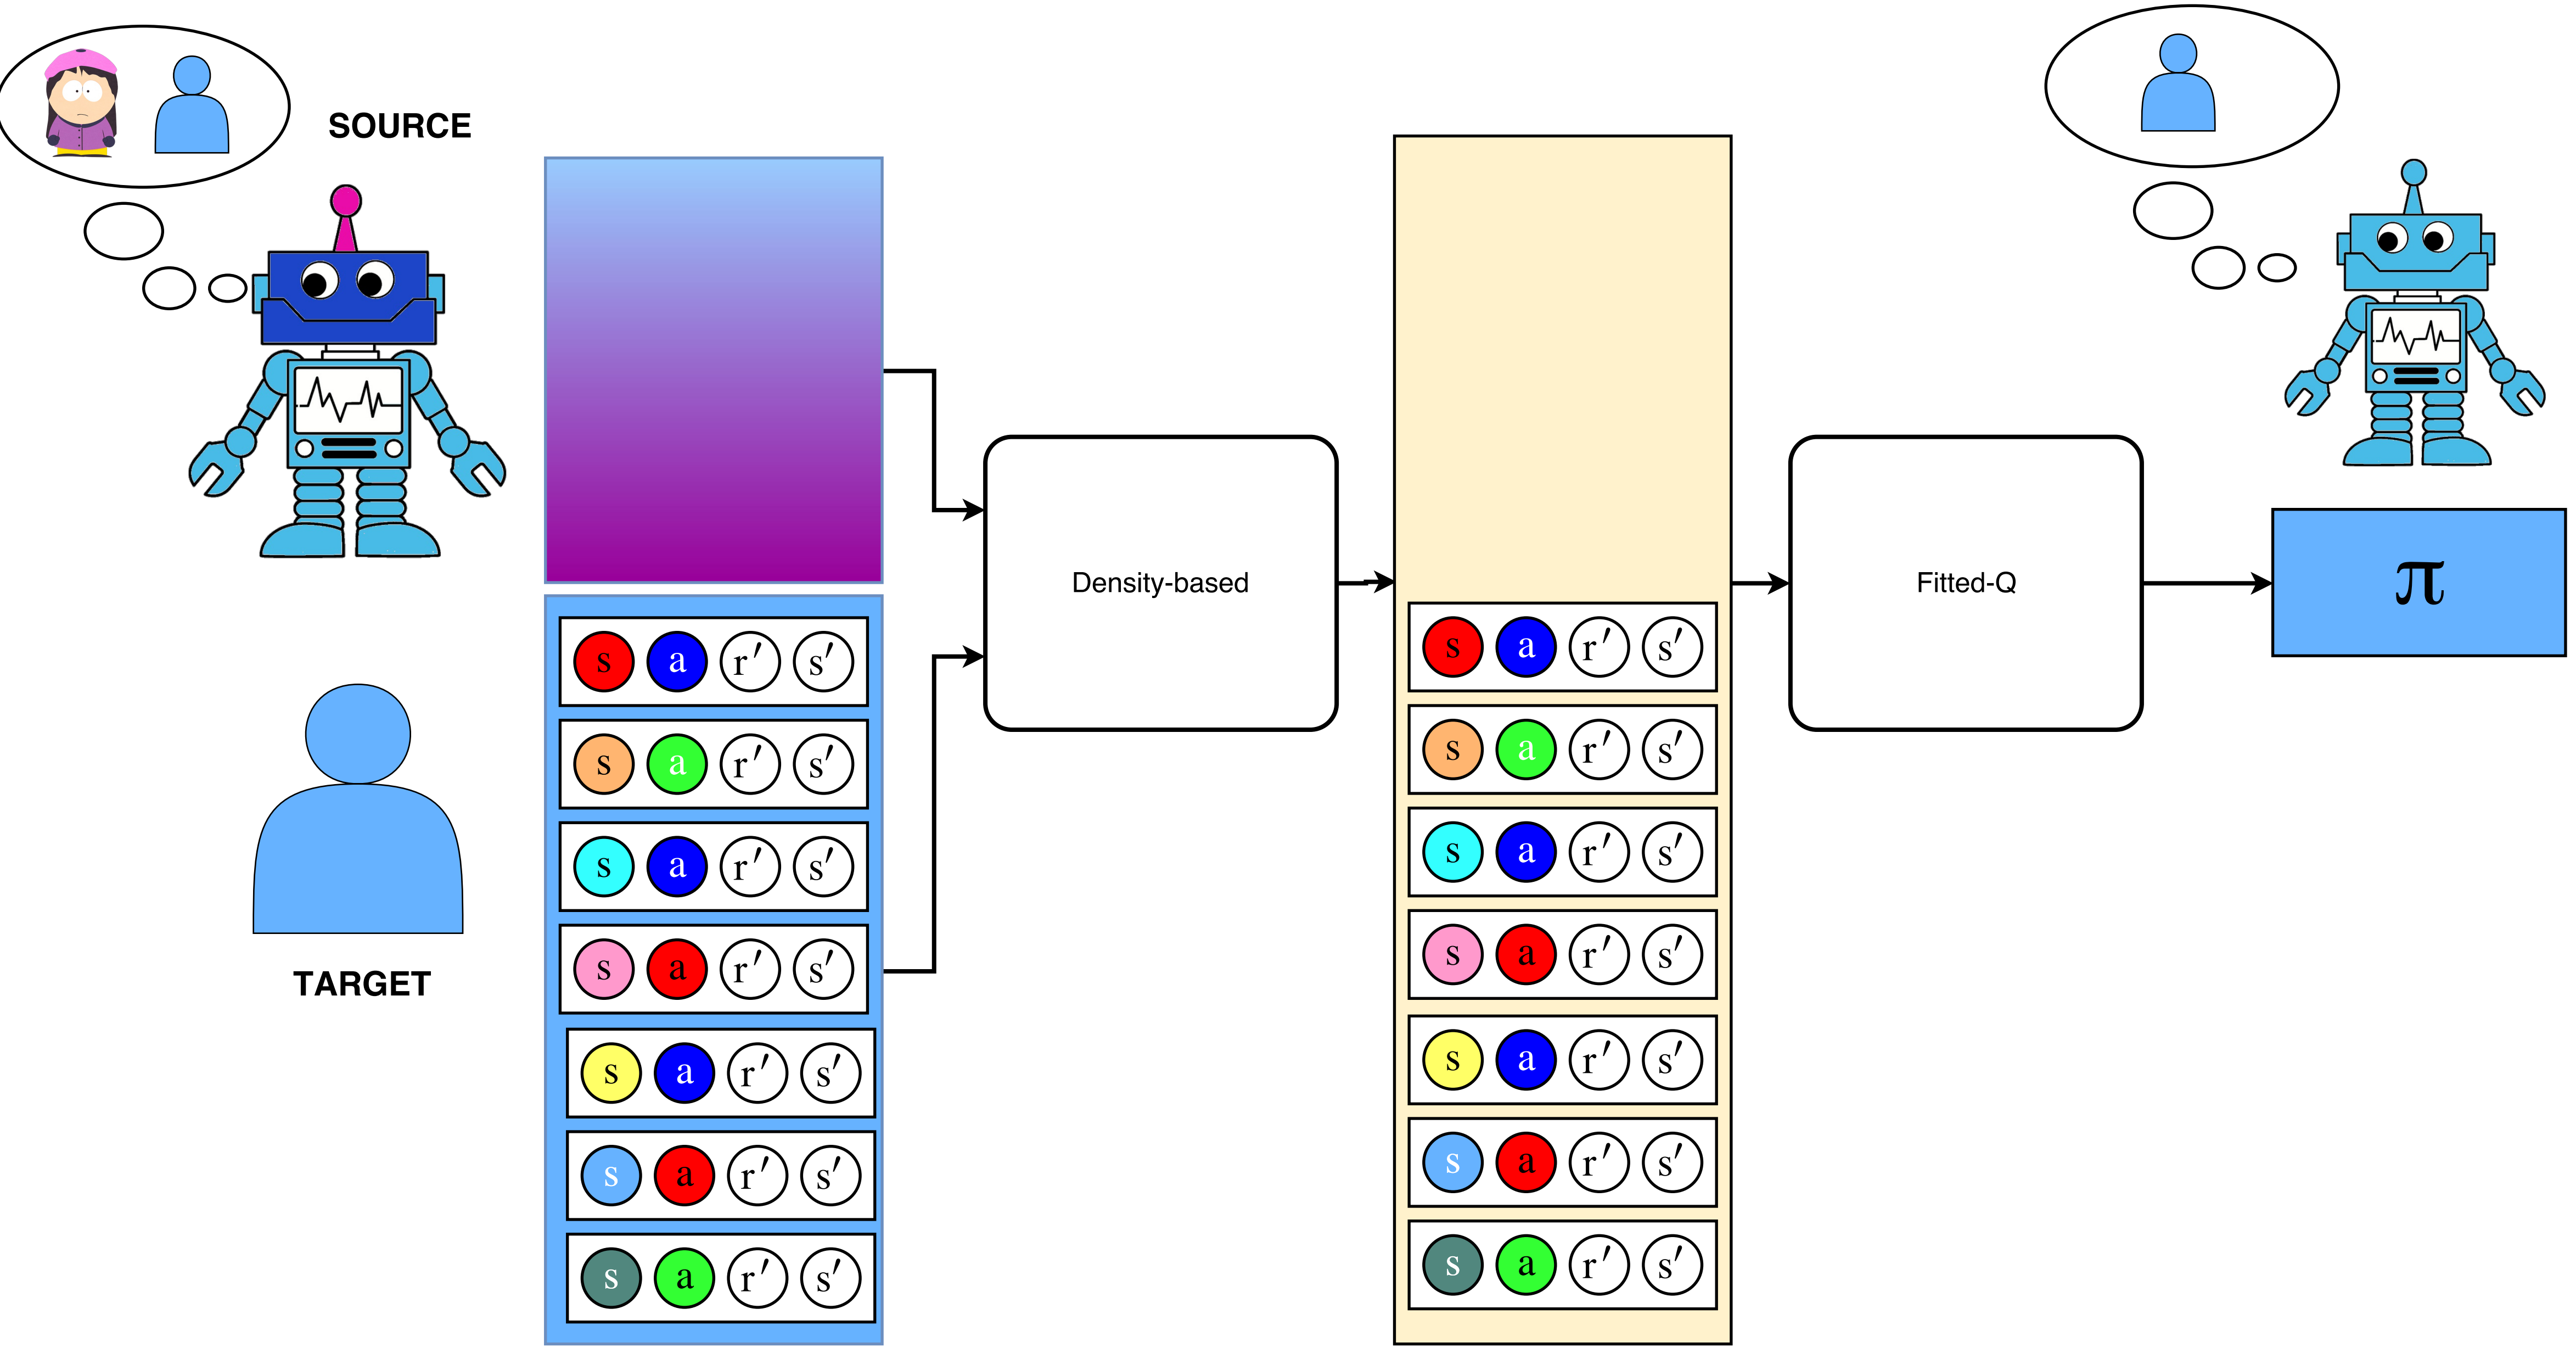 SOURCE
s a r′ s′
s a r′ s′
s a r′ s′
s a r′ s′
s a r′ s′
s a r′ s′
s a r′ s′
TARGET
Density-based
s a r′ s′
s a r′ s′
s a r′ s′
s a r′ s′
s a r′ s′
s a r′ s′
s a r′ s′
Fitted-Q
π